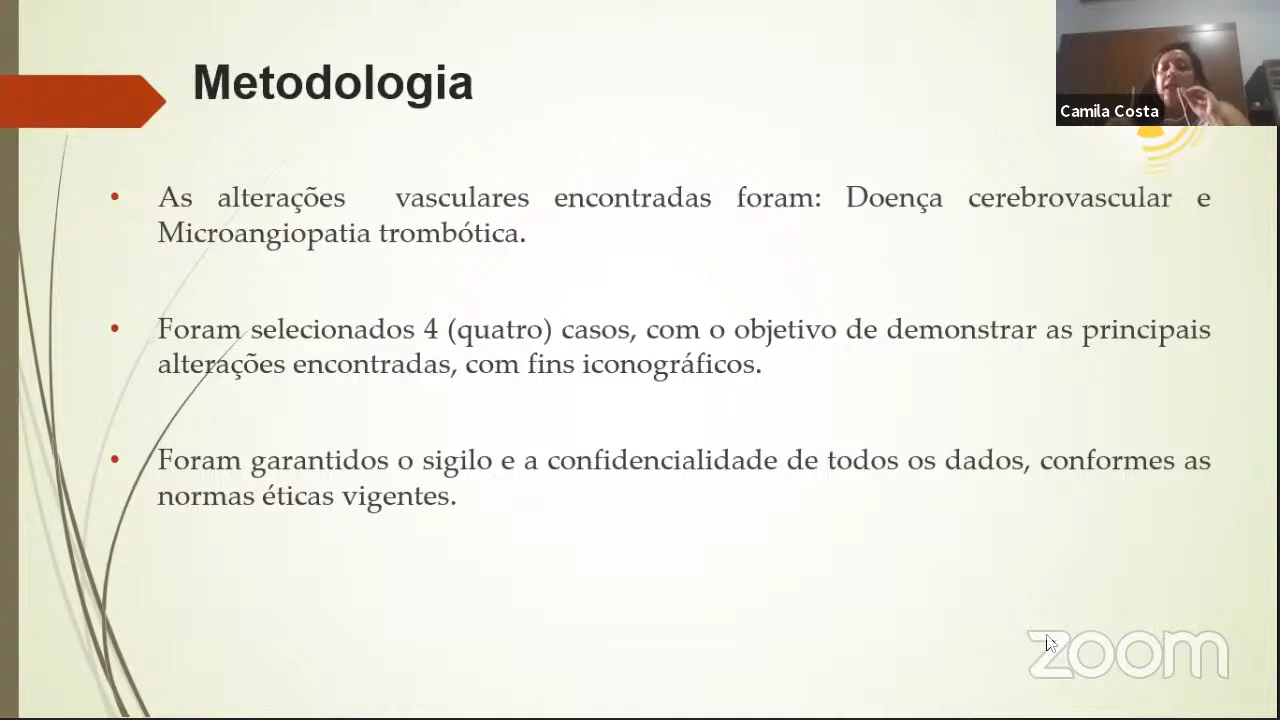 Metodologia
Camila Costa
• As alterações vasculares encontradas foram: Doença cerebrovascular e
Microangiopatia trombótica.
• Foram selecionados 4 (quatro) casos, com o objetivo de demonstrar as principais
alterações encontradas, com fins iconográficos.
• Foram garantidos o sigilo e a confidencialidade de todos os dados, conformes as
normas éticas vigentes.
zoom